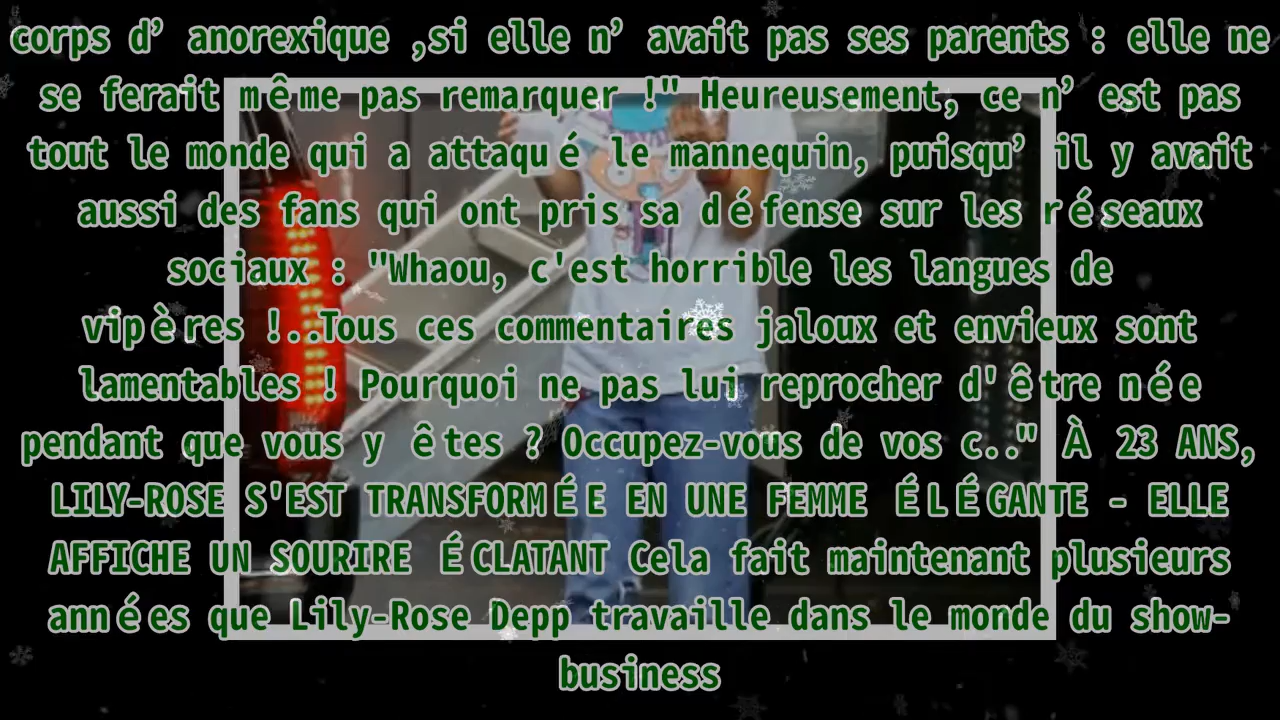 corps d’ anorexique ,si elle n’ avait pas ses parents : elle ne
se ferait même pas remarquer !" Heureusement, ce n’ est pas
tout le monde qui a attaqué le mannequin, puisqu’ il y avait
aussi des fans qui ont pris sa défense sur les réseaux
sociaux : "Whaou, c'est horrible les langues de
vipères !..Tous ces commentaires jaloux et envieux sont
lamentables ! Pourquoi ne pas lui reprocher d'être née
pendant que vous y êtes ? Occupez-vous de vos c.." À 23 ANS,
LILY-ROSE S'EST TRANSFORMÉE EN UNE FEMME ÉLÉGANTE - ELLE
AFFICHE UN SOURIRE ÉCLATANT Cela fait maintenant plusieurs
années que Lily-Rose Depp travaille dans le monde du show-
business